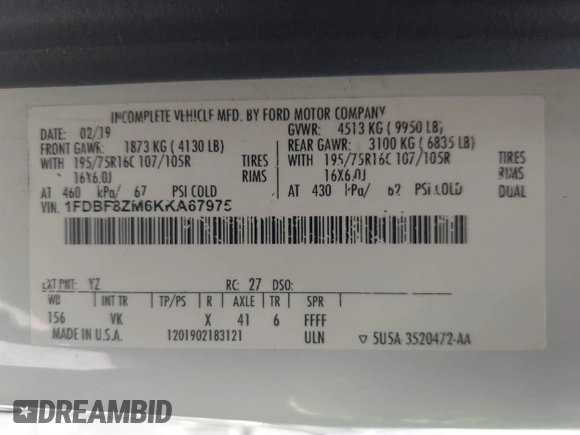 INCOMPLETE VEHICLE MFD. BY FORD MOTOR COMPANY
DATE: 02/19 GVWR: 4513 KG ( 9950 LB)
FRONT GAWR: 1873 KG ( 4130 LB) REAR GAWR: 3100 KG ( 6835 LB)
WITH 195/75R16C 107/105R TIRES WITH 195/75R16C 107/105R TIRES
16X6.0J RIMS 16X6.0J RIMS
AT 460 kPa/ 67 PSI COLD AT 430 kPa/ 62 PSI COLD DUAL
VIN: 1FDBF8ZM6KKA67975
EXT PNT: YZ RC: 27 DSO:
WB INT TR TP/PS R AXLE TR SPR
156 VK X 41 6 FFFF
MADE IN U.S.A. 1201902183121 ULN ▽ 5U5A-3520472-AA
DREAMBID